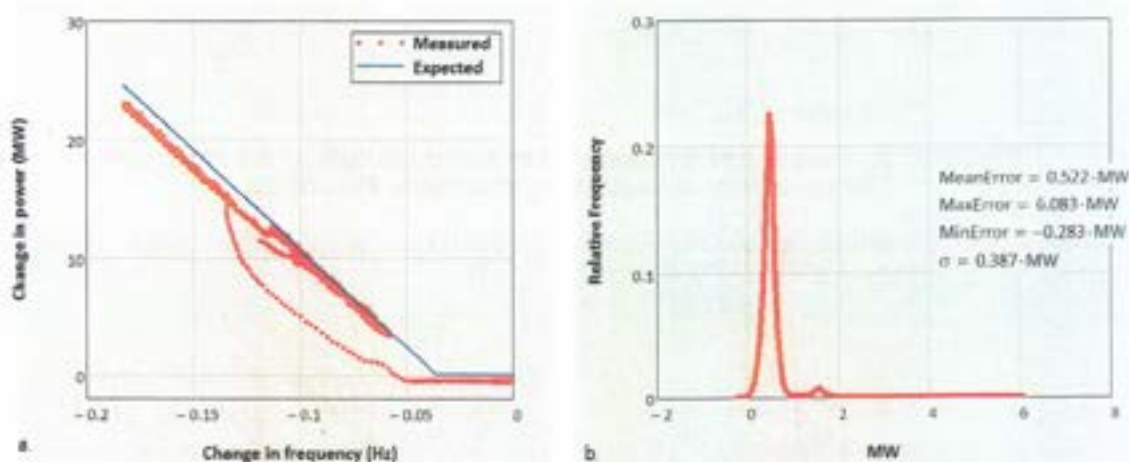 30
20
10
0
−0.2
−0.15
−0.1
−0.05
0
Change in power (MW)
Change in frequency (Hz)
Measured
Expected
a.
0.3
0.2
0.1
0
−2
0
2
4
6
8
Relative Frequency
MW
MeanError = 0.522·MW
MaxError = 6.083·MW
MinError = −0.283·MW
σ = 0.387·MW
b.